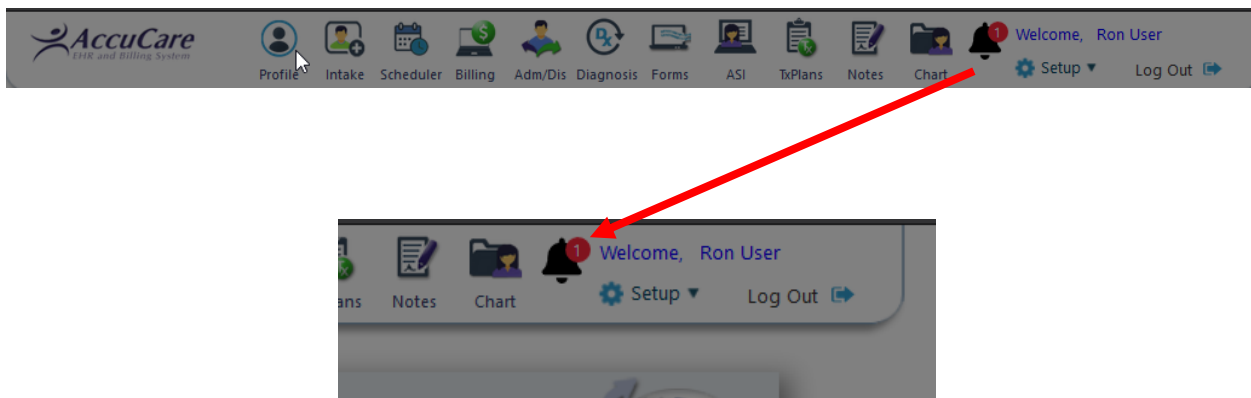 AccuCare
EHR and Billing System
Profile Intake Scheduler Billing Adm/Dis Diagnosis Forms ASI TxPlans Notes Chart
1 Welcome, Ron User
Setup ▼ Log Out
1 Welcome, Ron User
ans Notes Chart Setup ▼ Log Out